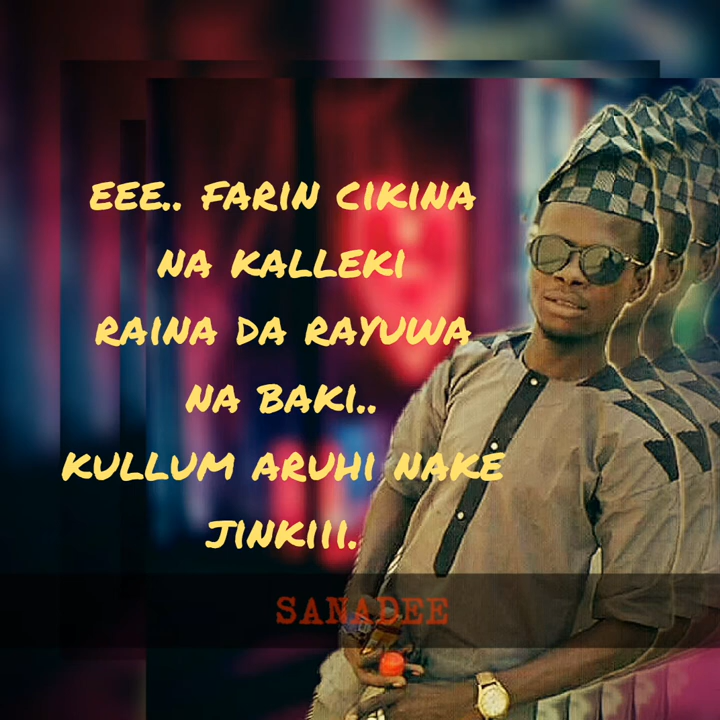 EEE.. FARIN CIKINA
NA KALLEKI
RAINA DA RAYUWA
NA BAKI..
KULLUM ARUHI NAKE
JINKIII.
SANADEE